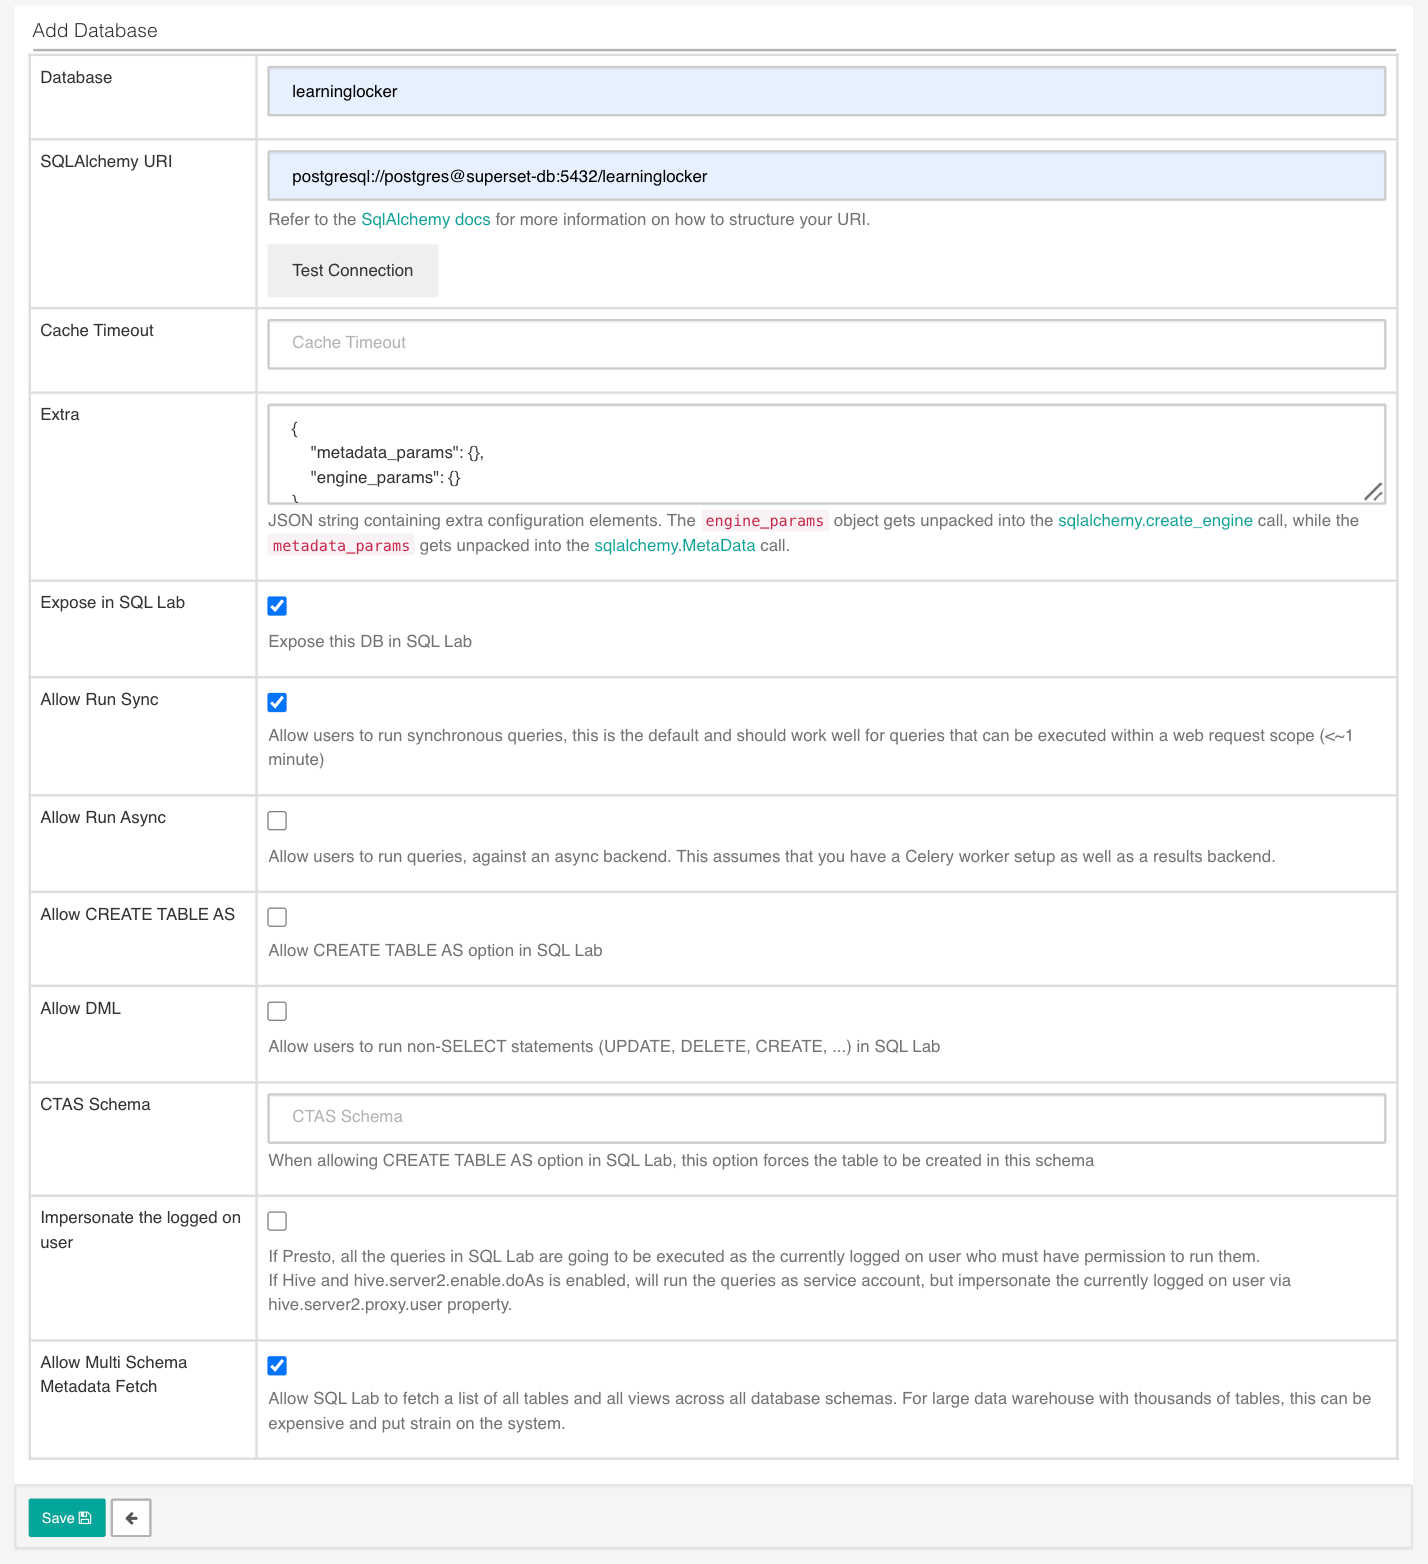 Add Database
Database
learninglocker
SQLAlchemy URI
postgresql://postgres@superset-db:5432/learninglocker
Refer to the SqlAlchemy docs for more information on how to structure your URI.
Test Connection
Cache Timeout
Cache Timeout
Extra
{
"metadata_params": {},
"engine_params": {}
}
JSON string containing extra configuration elements. The engine_params object gets unpacked into the sqlalchemy.create_engine call, while the
metadata_params gets unpacked into the sqlalchemy.MetaData call.
Expose in SQL Lab
Expose this DB in SQL Lab
Allow Run Sync
Allow users to run synchronous queries, this is the default and should work well for queries that can be executed within a web request scope (<~1
minute)
Allow Run Async
Allow users to run queries, against an async backend. This assumes that you have a Celery worker setup as well as a results backend.
Allow CREATE TABLE AS
Allow CREATE TABLE AS option in SQL Lab
Allow DML
Allow users to run non-SELECT statements (UPDATE, DELETE, CREATE, ...) in SQL Lab
CTAS Schema
CTAS Schema
When allowing CREATE TABLE AS option in SQL Lab, this option forces the table to be created in this schema
Impersonate the logged on
user
If Presto, all the queries in SQL Lab are going to be executed as the currently logged on user who must have permission to run them.
If Hive and hive.server2.enable.doAs is enabled, will run the queries as service account, but impersonate the currently logged on user via
hive.server2.proxy.user property.
Allow Multi Schema
Metadata Fetch
Allow SQL Lab to fetch a list of all tables and all views across all database schemas. For large data warehouse with thousands of tables, this can be
expensive and put strain on the system.
Save